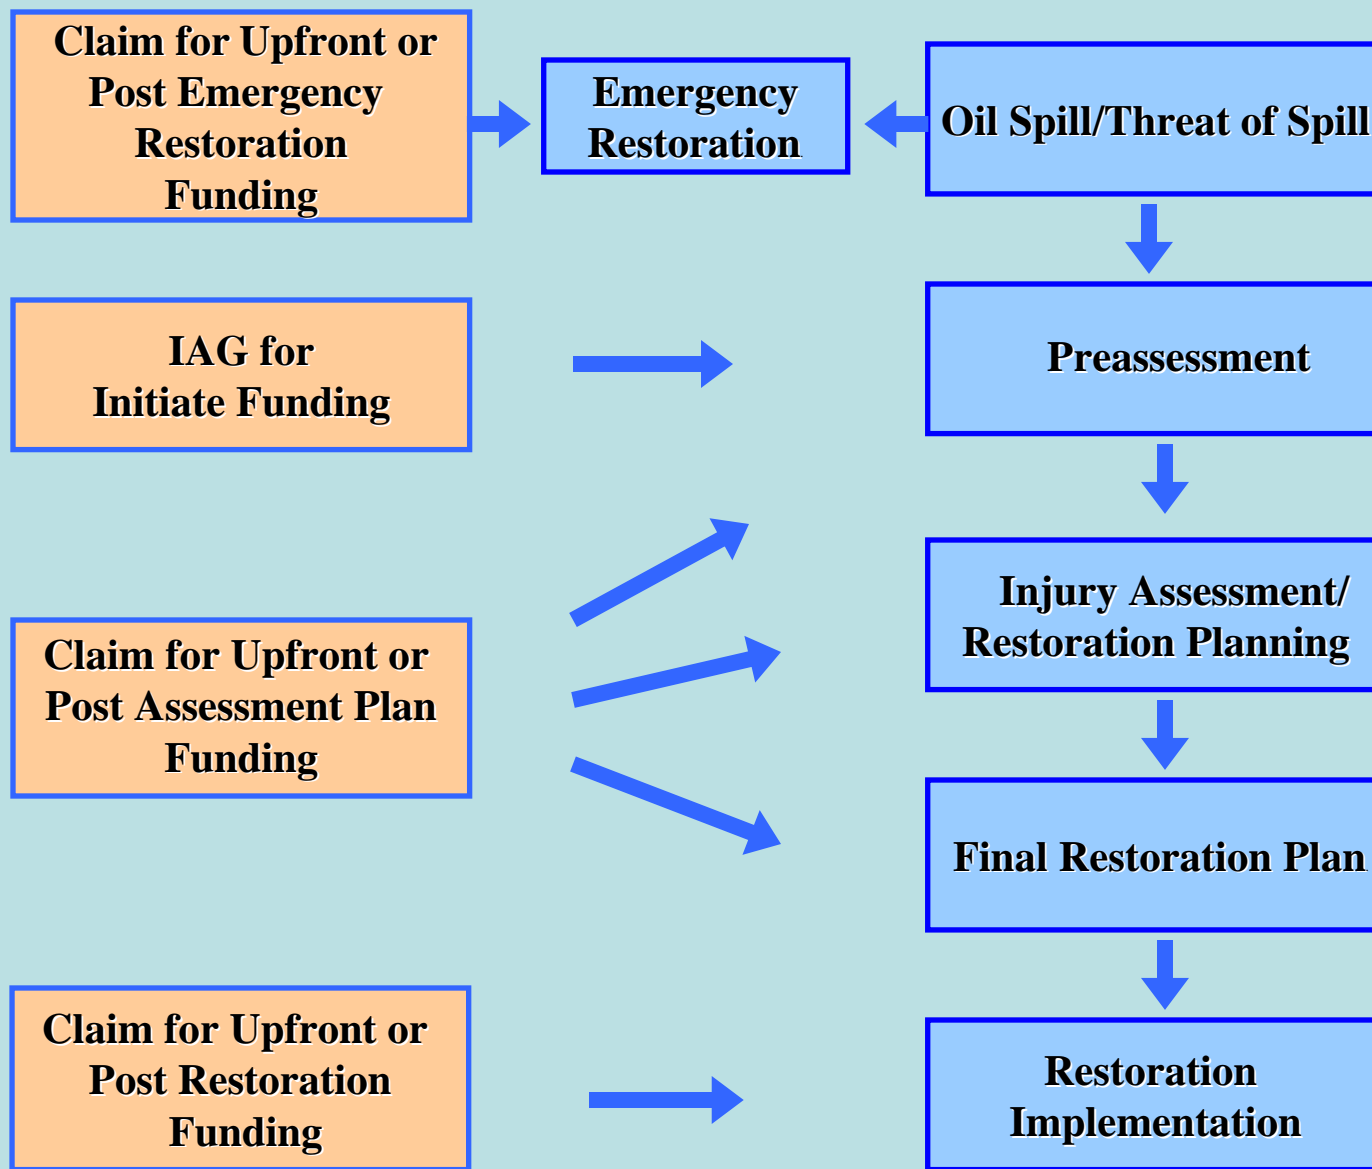 Claim for Upfront or
Post Emergency
Restoration
Funding
Emergency
Restoration
Oil Spill/Threat of Spill
IAG for
Initiate Funding
Preassessment
Injury Assessment/
Restoration Planning
Claim for Upfront or
Post Assessment Plan
Funding
Final Restoration Plan
Claim for Upfront or
Post Restoration
Funding
Restoration
Implementation